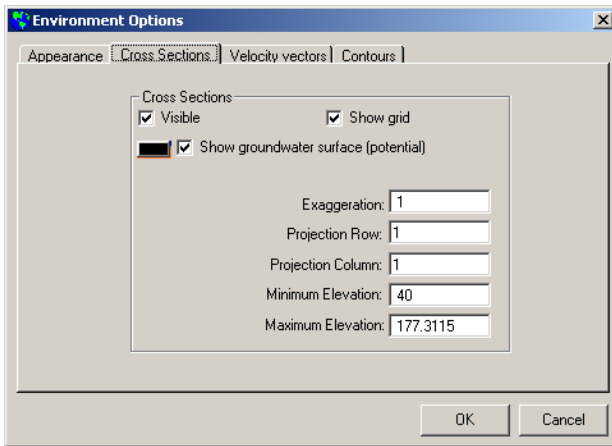 Environment Options
Appearance Cross Sections Velocity vectors Contours
Cross Sections
Visible Show grid
Show groundwater surface (potential)
Exaggeration: 1
Projection Row: 1
Projection Column: 1
Minimum Elevation: 40
Maximum Elevation: 177.3115
OK Cancel